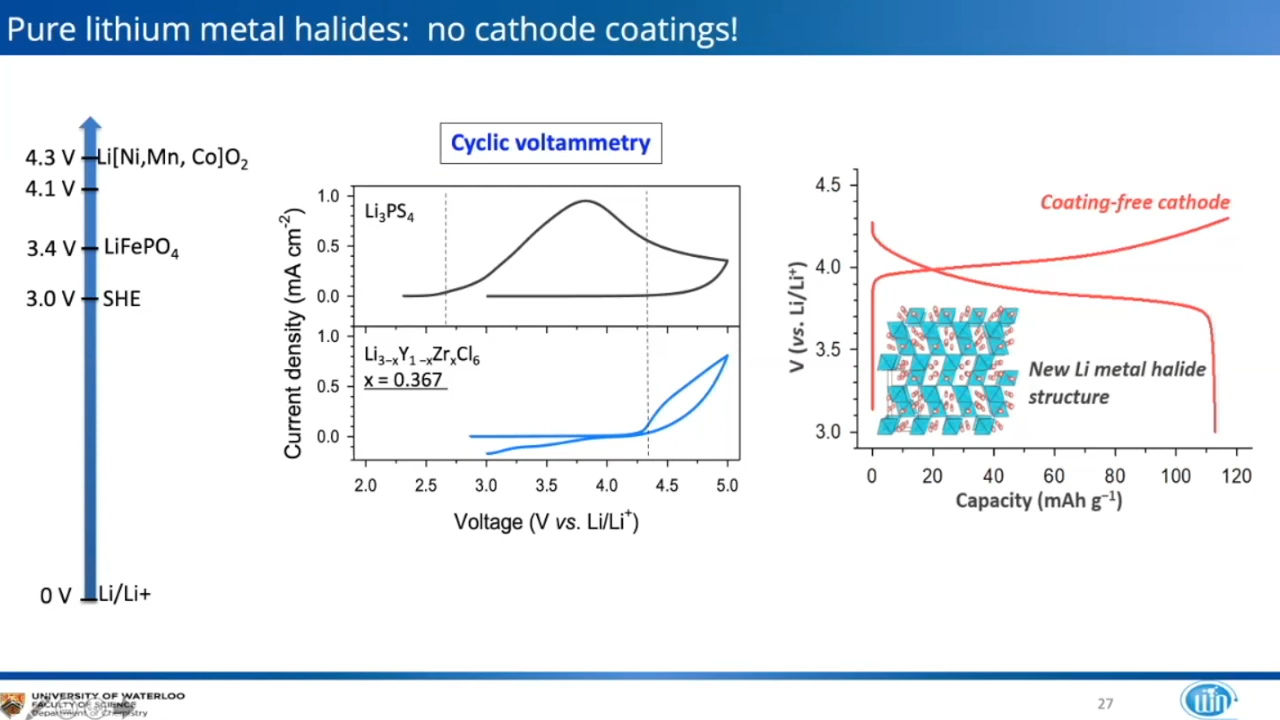 Pure lithium metal halides: no cathode coatings!
4.3 V
Li[Ni,Mn, Co]O₂
4.1 V
3.4 V
LiFePO₄
3.0 V
SHE
0 V
Li/Li+
Cyclic voltammetry
Current density (mA cm⁻²)
1.0
0.5
0.0
Li₃PS₄
1.0
0.5
0.0
Li₃₋ₓY₁₋ₓZrₓCl₆
x = 0.367
2.0 2.5 3.0 3.5 4.0 4.5 5.0
Voltage (V vs. Li/Li⁺)
V (vs. Li/Li⁺)
4.5
4.0
3.5
3.0
Coating-free cathode
New Li metal halide
structure
0 20 40 60 80 100 120
Capacity (mAh g⁻¹)
UNIVERSITY OF WATERLOO
FACULTY OF SCIENCE
Department of Chemistry
27